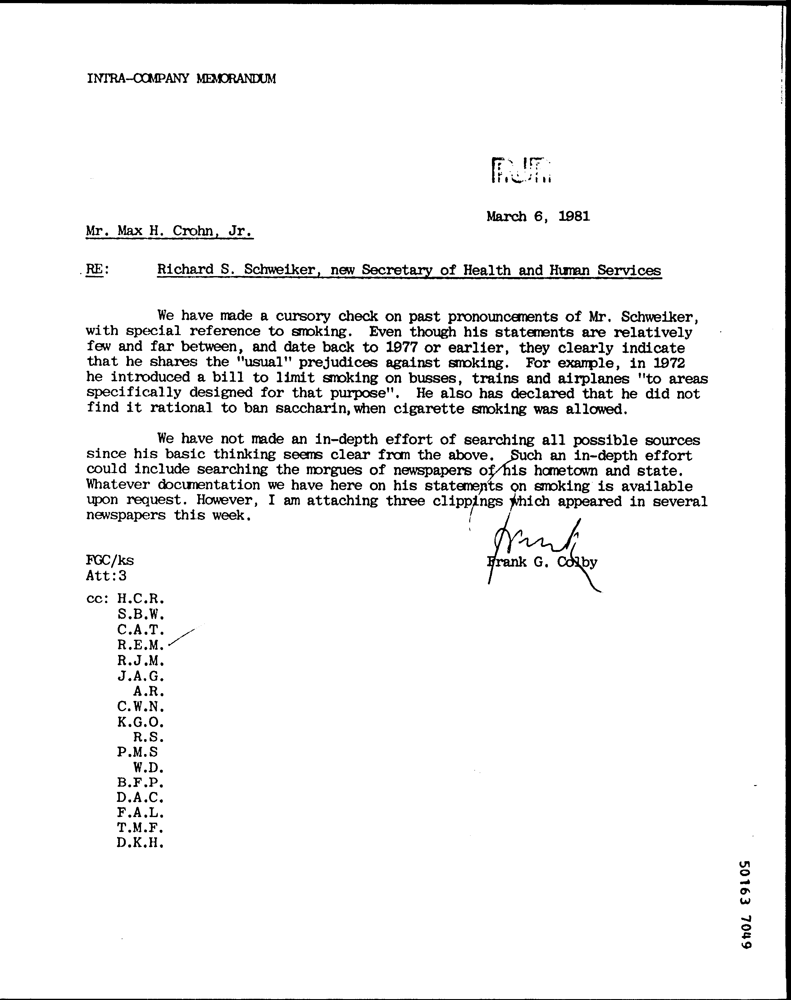 INTRA-COMPANY MEMORANDUM
March 6, 1981
Mr. Max H. Crohn, Jr.
RE: Richard S. Schweiker, new Secretary of Health and Human Services
We have made a cursory check on past pronouncements of Mr. Schweiker,
with special reference to smoking. Even though his statements are relatively
few and far between, and date back to 1977 or earlier, they clearly indicate
that he shares the "usual" prejudices against smoking. For example, in 1972
he introduced a bill to limit smoking on busses, trains and airplanes "to areas
specifically designed for that purpose". He also has declared that he did not
find it rational to ban saccharin, when cigarette smoking was allowed.
We have not made an in-depth effort of searching all possible sources
since his basic thinking seems clear from the above. Such an in-depth effort
could include searching the morgues of newspapers of his hometown and state.
Whatever documentation we have here on his statements on smoking is available
upon request. However, I am attaching three clippings which appeared in several
newspapers this week.
Frank
Frank G. Colby
FGC/ks
Att:3
cc: H.C.R.
S.B.W.
C.A.T.
R.E.M.
R.J.M.
J.A.G.
A.R.
C.W.N.
K.G.O.
R.S.
P.M.S
W.D.
B.F.P.
D.A.C.
F.A.L.
T.M.F.
D.K.H.
50163 7049